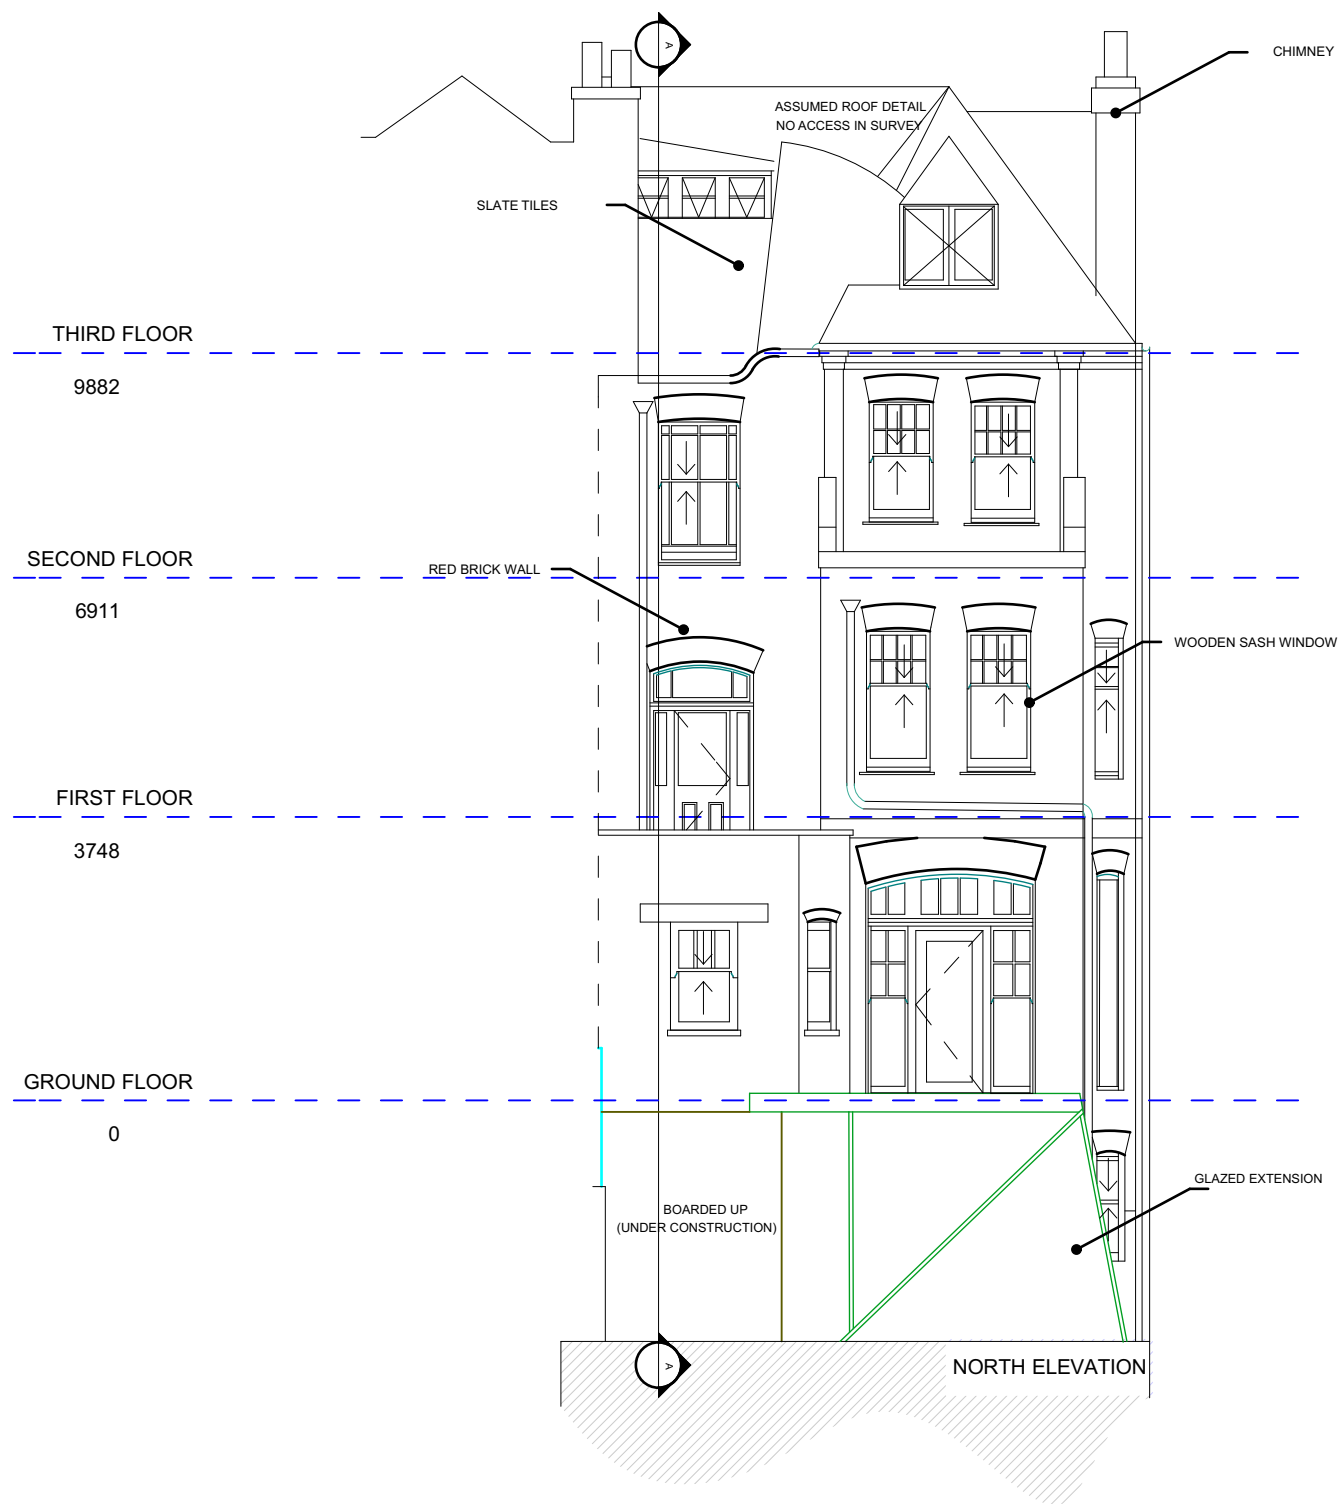 A
CHIMNEY
ASSUMED ROOF DETAIL
NO ACCESS IN SURVEY
SLATE TILES
THIRD FLOOR
9882
SECOND FLOOR
RED BRICK WALL
6911
WOODEN SASH WINDOW
FIRST FLOOR
3748
GROUND FLOOR
0
GLAZED EXTENSION
BOARDED UP
(UNDER CONSTRUCTION)
A
NORTH ELEVATION